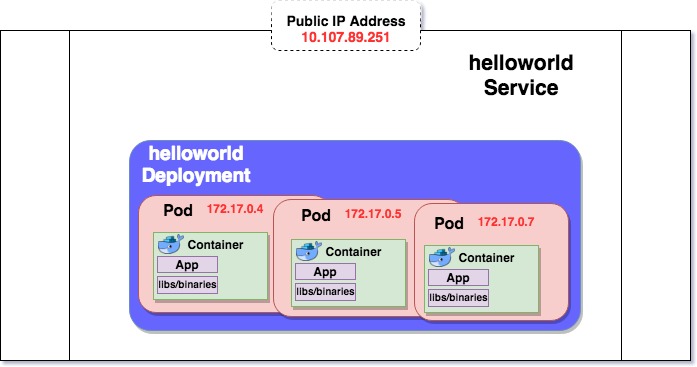 Public IP Address
10.107.89.251
helloworld
Service
helloworld
Deployment
Pod 172.17.0.4
Container
App
libs/binaries
Pod 172.17.0.5
Container
App
libs/binaries
Pod 172.17.0.7
Container
App
libs/binaries